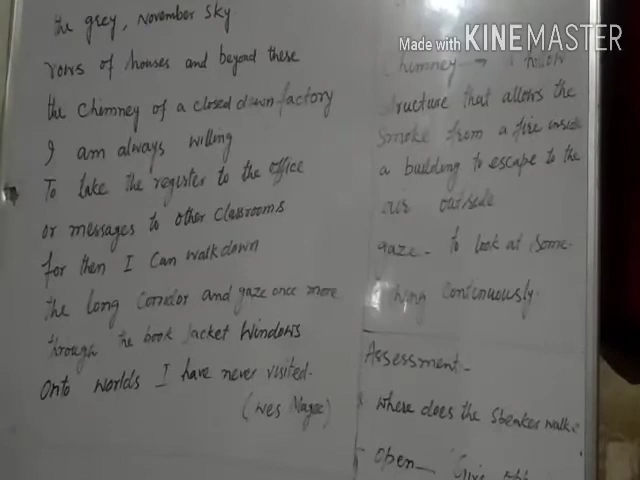 the grey, November sky
rows of houses and beyond these
the chimney of a closed down factory
I am always willing
To take the register to the office
or messages to other classrooms
for then I can walk down
the long corridor and gaze once more
through the book jacket windows
onto worlds I have never visited.
(Wes Magee)
Made with KINEMASTER
Chimney → A hollow
structure that allows the
smoke from a fire inside
a building to escape to the
air outside
gaze - To look at some-
thing continuously.
Assessment -
where does the speaker walk
open - Give